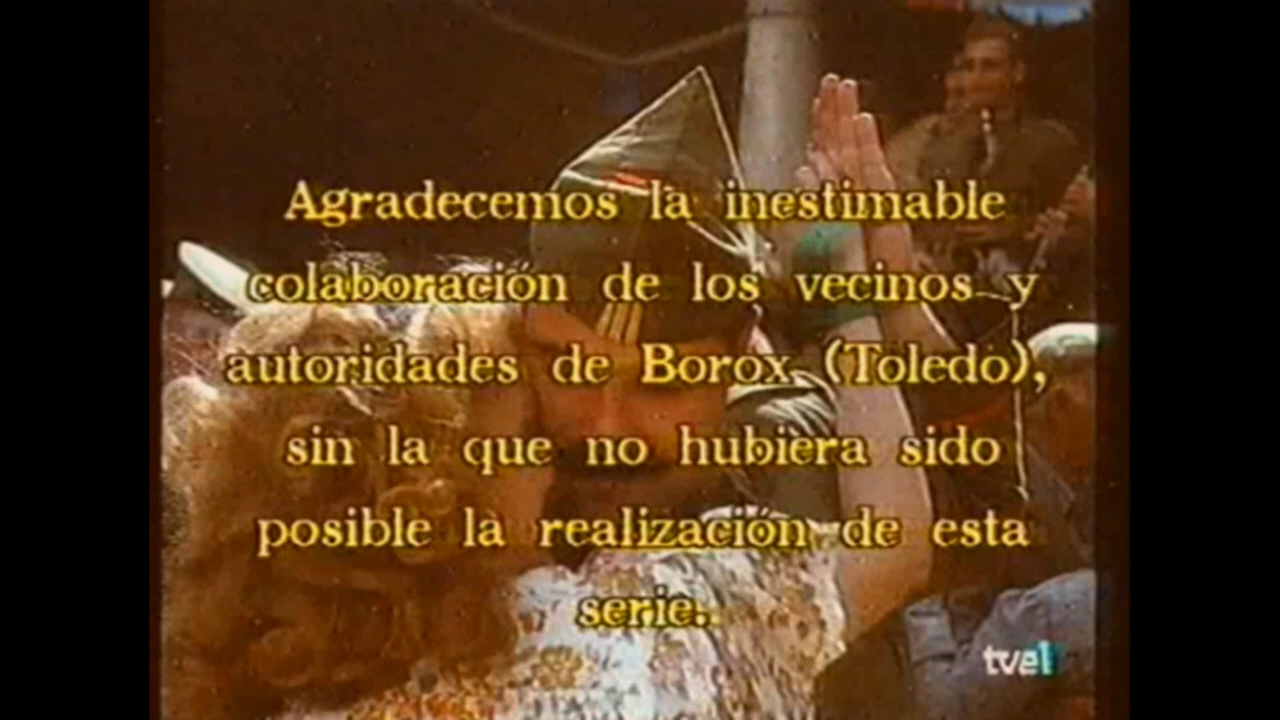 Agradecemos la inestimable
colaboración de los vecinos y
autoridades de Borox (Toledo),
sin la que no hubiera sido
posible la realización de esta
serie.
tve1